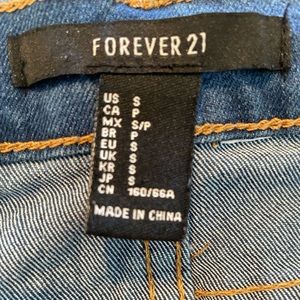 FOREVER 21
US S
CA P
MX S/P
BR P
EU S
UK S
KR S
JP S
CN 160/66A
MADE IN CHINA